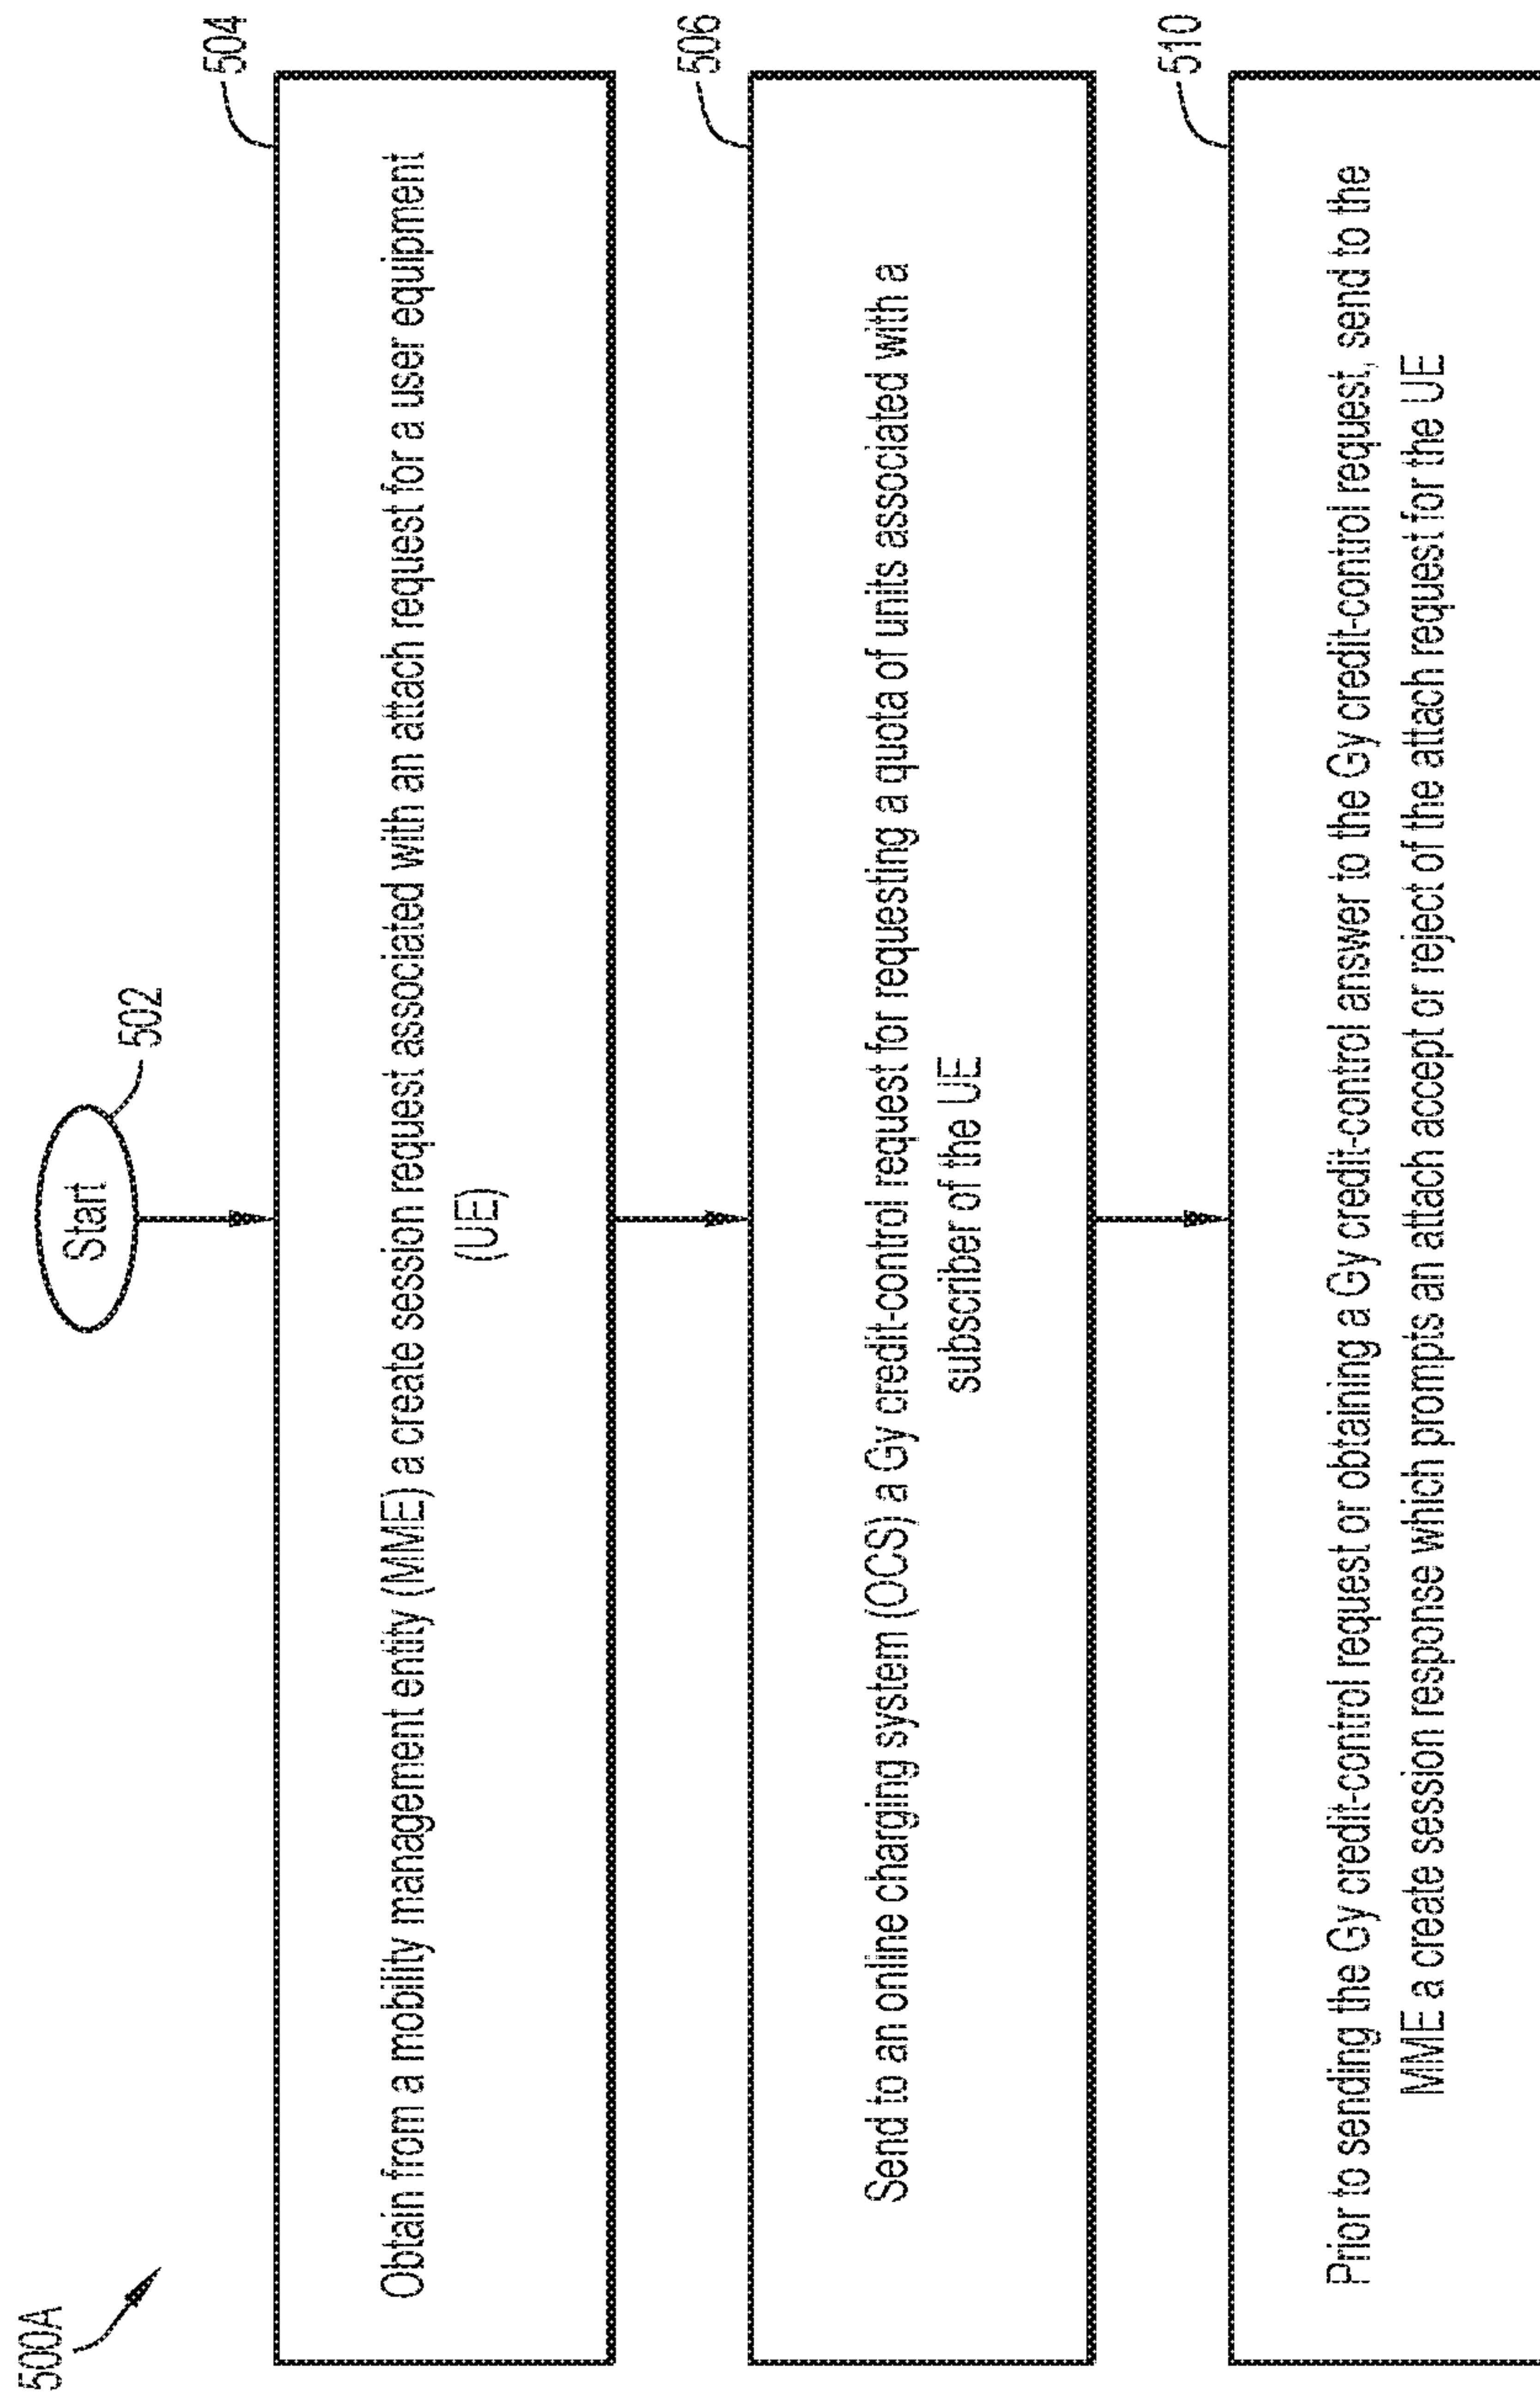 500A
Start
502
504
Obtain from a mobility management entity (MME) a create session request associated with an attach request for a user equipment
(UE)
506
Send to an online charging system (OCS) a Gy credit-control request for requesting a quota of units associated with a
subscriber of the UE
510
Prior to sending the Gy credit-control request or obtaining a Gy credit-control answer to the Gy credit-control request, send to the
MME a create session response which prompts an attach accept or reject of the attach request for the UE